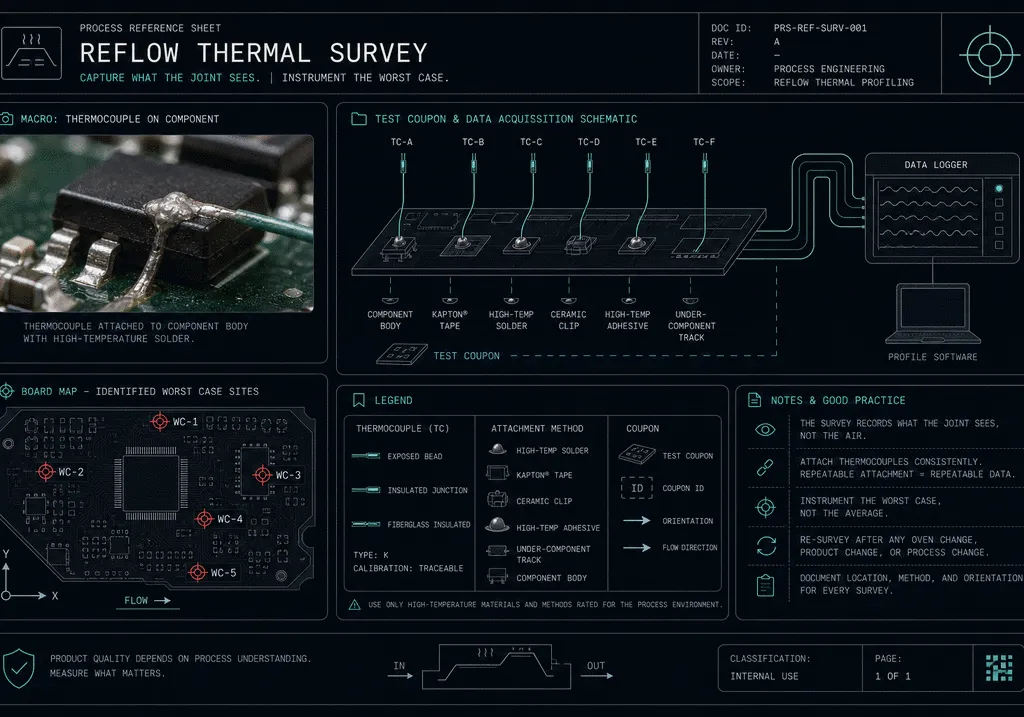 PROCESS REFERENCE SHEET
REFLOW THERMAL SURVEY
CAPTURE WHAT THE JOINT SEES. | INSTRUMENT THE WORST CASE.
DOC ID: PRS-REF-SURV-001
REV: A
DATE: —
OWNER: PROCESS ENGINEERING
SCOPE: REFLOW THERMAL PROFILING
MACRO: THERMOCOUPLE ON COMPONENT
THERMOCOUPLE ATTACHED TO COMPONENT BODY
WITH HIGH-TEMPERATURE SOLDER.
TEST COUPON & DATA ACQUISSITION SCHEMATIC
TC-A TC-B TC-C TC-D TC-E TC-F
DATA LOGGER
COMPONENT
BODY
KAPTON®
TAPE
HIGH-TEMP
SOLDER
CERAMIC
CLIP
HIGH-TEMP
ADHESIVE
UNDER-
COMPONENT
TRACK
TEST COUPON
PROFILE SOFTWARE
BOARD MAP – IDENTIFIED WORST CASE SITES
WC-1
WC-2
WC-3
WC-4
WC-5
Y
X
FLOW
LEGEND
THERMOCOUPLE (TC)
EXPOSED BEAD
INSULATED JUNCTION
FIBERGLASS INSULATED
TYPE: K
CALIBRATION: TRACEABLE
ATTACHMENT METHOD
HIGH-TEMP SOLDER
KAPTON® TAPE
CERAMIC CLIP
HIGH-TEMP ADHESIVE
UNDER-COMPONENT
TRACK
COMPONENT BODY
COUPON
TEST COUPON
ID COUPON ID
ORIENTATION
FLOW DIRECTION
USE ONLY HIGH-TEMPERATURE MATERIALS AND METHODS RATED FOR THE PROCESS ENVIRONMENT.
NOTES & GOOD PRACTICE
THE SURVEY RECORDS WHAT THE JOINT SEES,
NOT THE AIR.
ATTACH THERMOCOUPLES CONSISTENTLY.
REPEATABLE ATTACHMENT = REPEATABLE DATA.
INSTRUMENT THE WORST CASE,
NOT THE AVERAGE.
RE-SURVEY AFTER ANY OVEN CHANGE,
PRODUCT CHANGE, OR PROCESS CHANGE.
DOCUMENT LOCATION, METHOD, AND ORIENTATION
FOR EVERY SURVEY.
PRODUCT QUALITY DEPENDS ON PROCESS UNDERSTANDING.
MEASURE WHAT MATTERS.
IN
OUT
CLASSIFICATION:
INTERNAL USE
PAGE:
1 OF 1